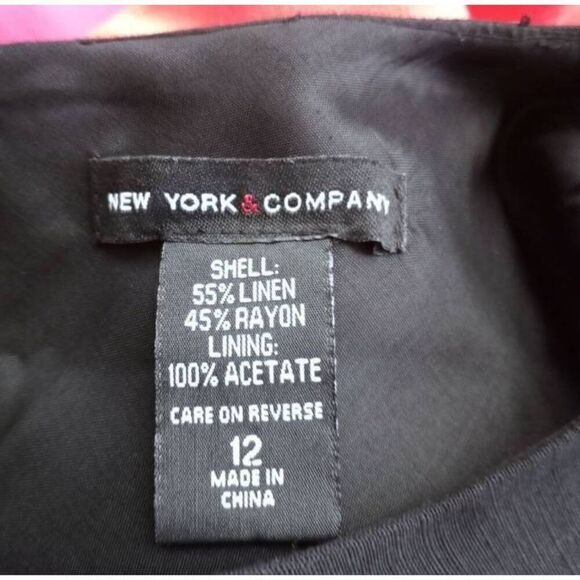 NEW YORK & COMPANY
SHELL:
55% LINEN
45% RAYON
LINING:
100% ACETATE
CARE ON REVERSE
12
MADE IN
CHINA